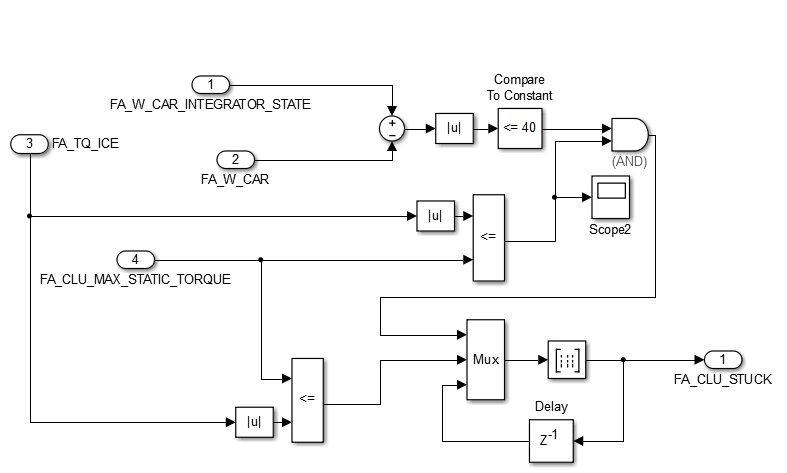 Compare
To Constant
1
FA_W_CAR_INTEGRATOR_STATE
+
−
|u|
<= 40
(AND)
3
FA_TQ_ICE
2
FA_W_CAR
|u|
<=
Scope2
4
FA_CLU_MAX_STATIC_TORQUE
Mux
1
FA_CLU_STUCK
<=
|u|
Delay
Z-1